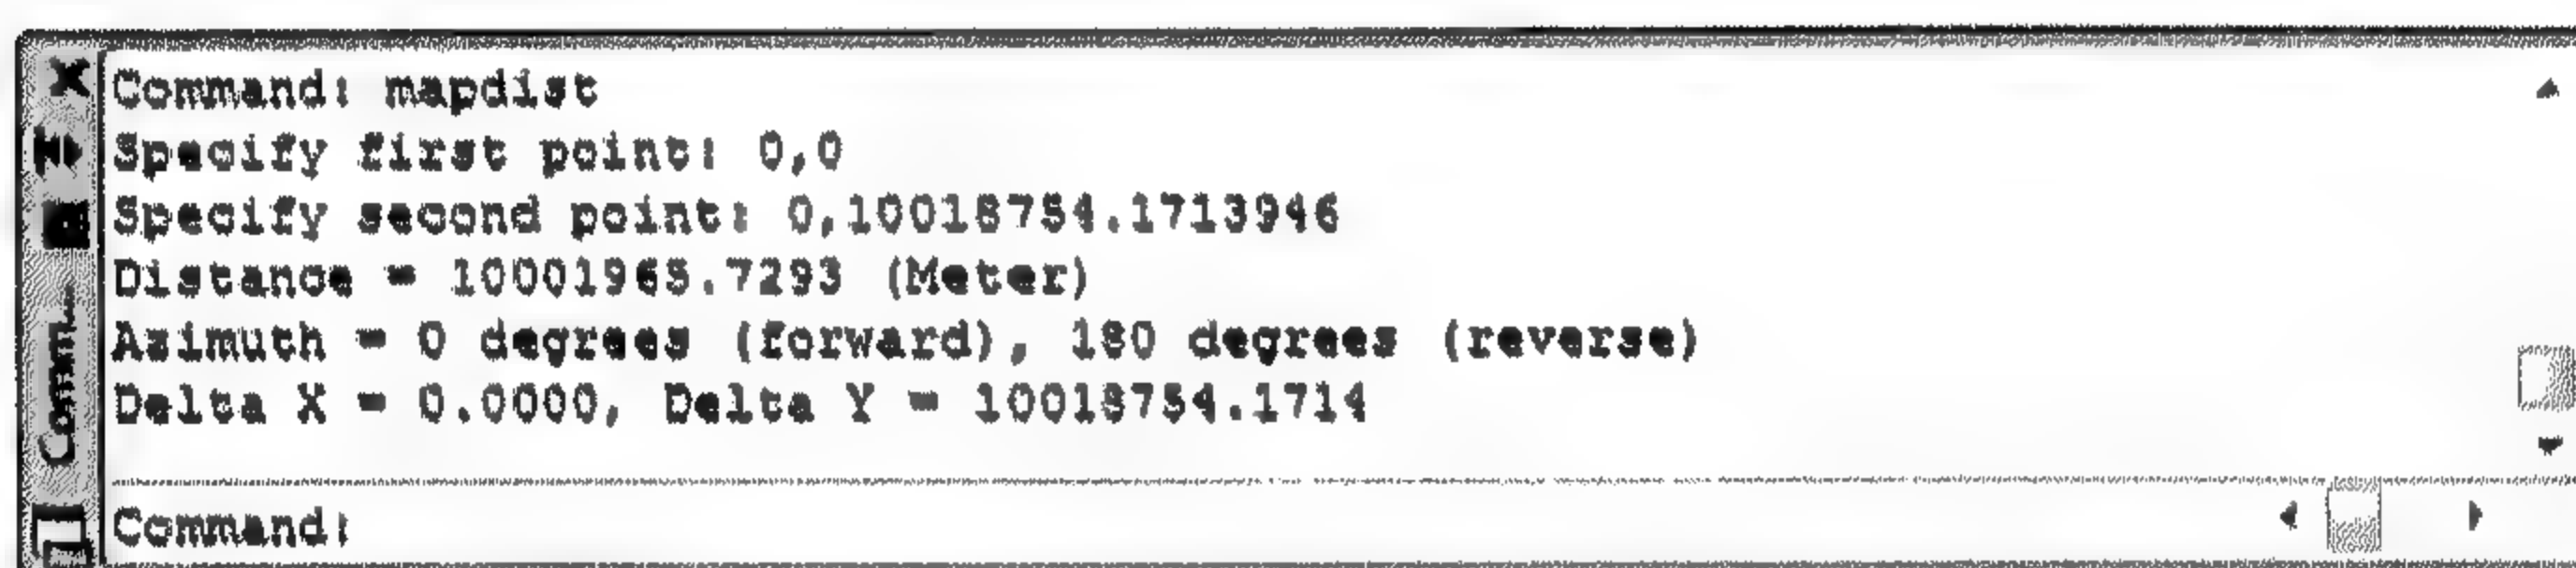 Command: mapdist
Specify first point: 0,0
Specify second point: 0,10018754.1713946
Distance = 10001965.7293 (Meter)
Azimuth = 0 degrees (forward), 180 degrees (reverse)
Delta X = 0.0000, Delta Y = 10018754.1714
Command:
Comm...